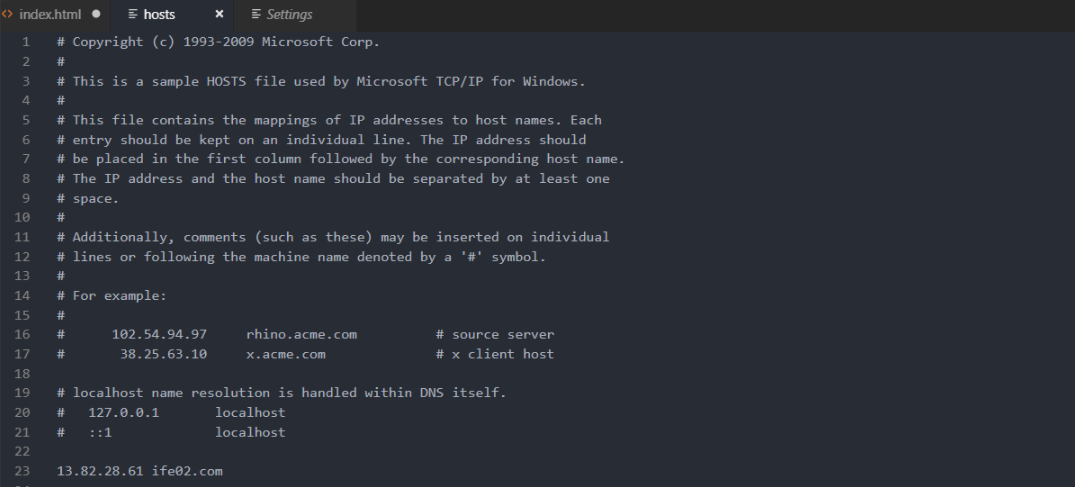 index.html
hosts
Settings
1 # Copyright (c) 1993-2009 Microsoft Corp.
2 #
3 # This is a sample HOSTS file used by Microsoft TCP/IP for Windows.
4 #
5 # This file contains the mappings of IP addresses to host names. Each
6 # entry should be kept on an individual line. The IP address should
7 # be placed in the first column followed by the corresponding host name.
8 # The IP address and the host name should be separated by at least one
9 # space.
10 #
11 # Additionally, comments (such as these) may be inserted on individual
12 # lines or following the machine name denoted by a '#' symbol.
13 #
14 # For example:
15 #
16 #      102.54.94.97     rhino.acme.com          # source server
17 #       38.25.63.10     x.acme.com              # x client host
18
19 # localhost name resolution is handled within DNS itself.
20 #   127.0.0.1       localhost
21 #   ::1             localhost
22
23 13.82.28.61 ife02.com